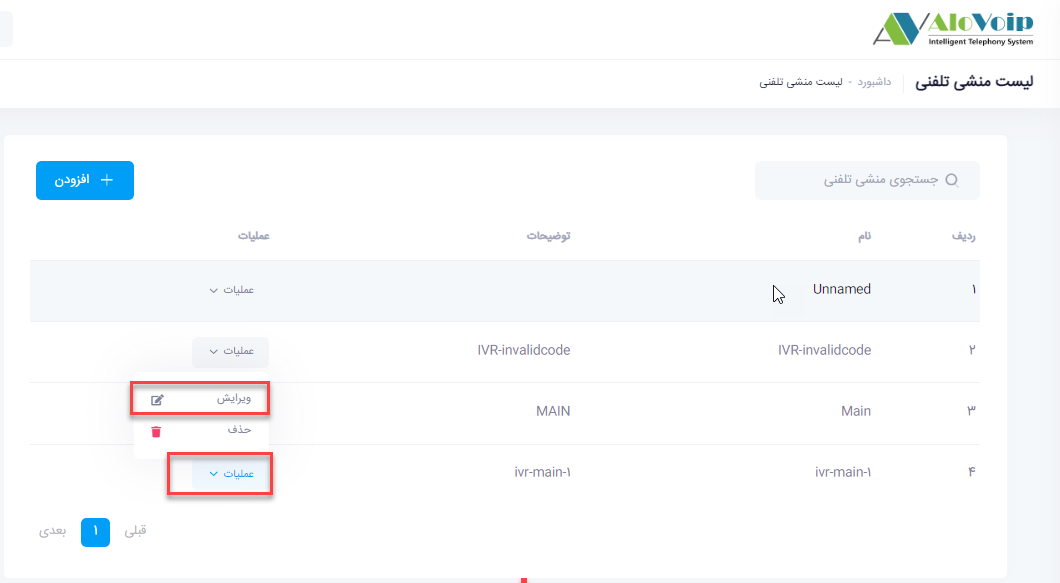 AloVoip
Intelligent Telephony System
لیست منشی تلفنی
داشبورد - لیست منشی تلفنی
جستجوی منشی تلفنی
افزودن
ردیف نام توضیحات عملیات
۱ Unnamed عملیات
۲ IVR-invalidcode IVR-invalidcode عملیات
ویرایش
۳ Main MAIN
حذف
۴ ivr-main-۱ ivr-main-۱ عملیات
قبلی ۱ بعدی